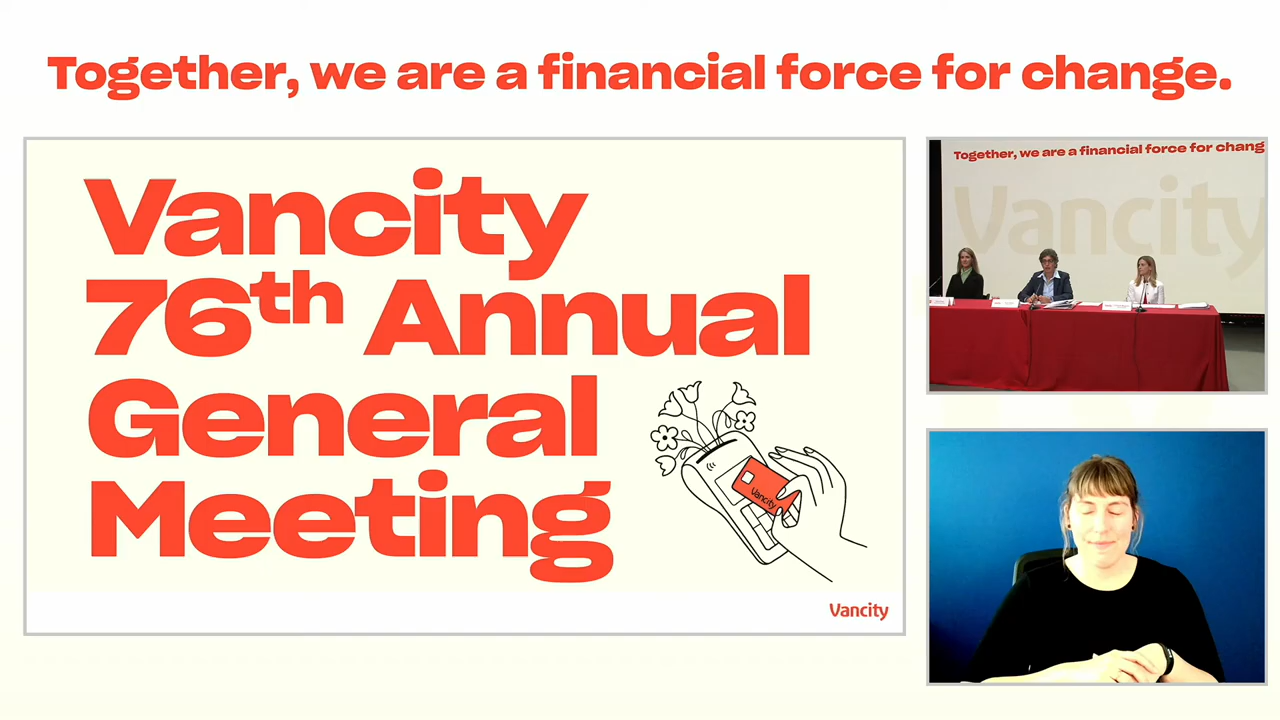 Together, we are a financial force for change.
Vancity
76th Annual
General
Meeting
Vancity
Vancity
Together, we are a financial force for chang
Vancity